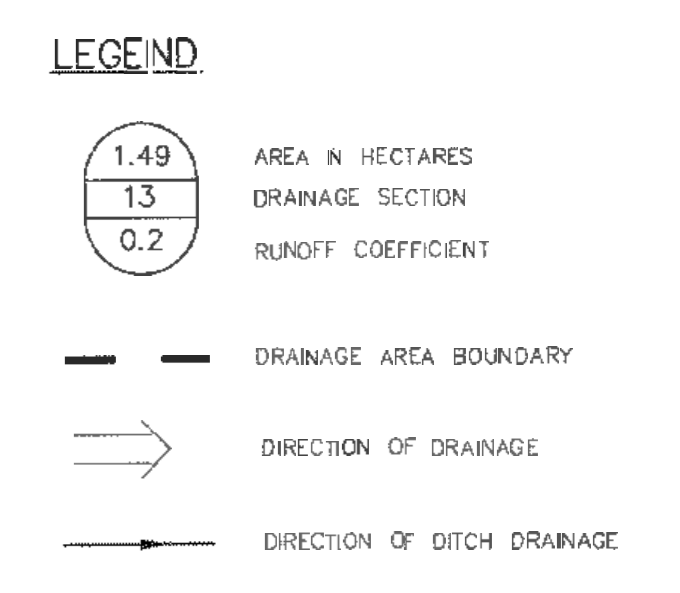 LEGEND
1.49 AREA IN HECTARES
13 DRAINAGE SECTION
0.2 RUNOFF COEFFICIENT
DRAINAGE AREA BOUNDARY
DIRECTION OF DRAINAGE
DIRECTION OF DITCH DRAINAGE